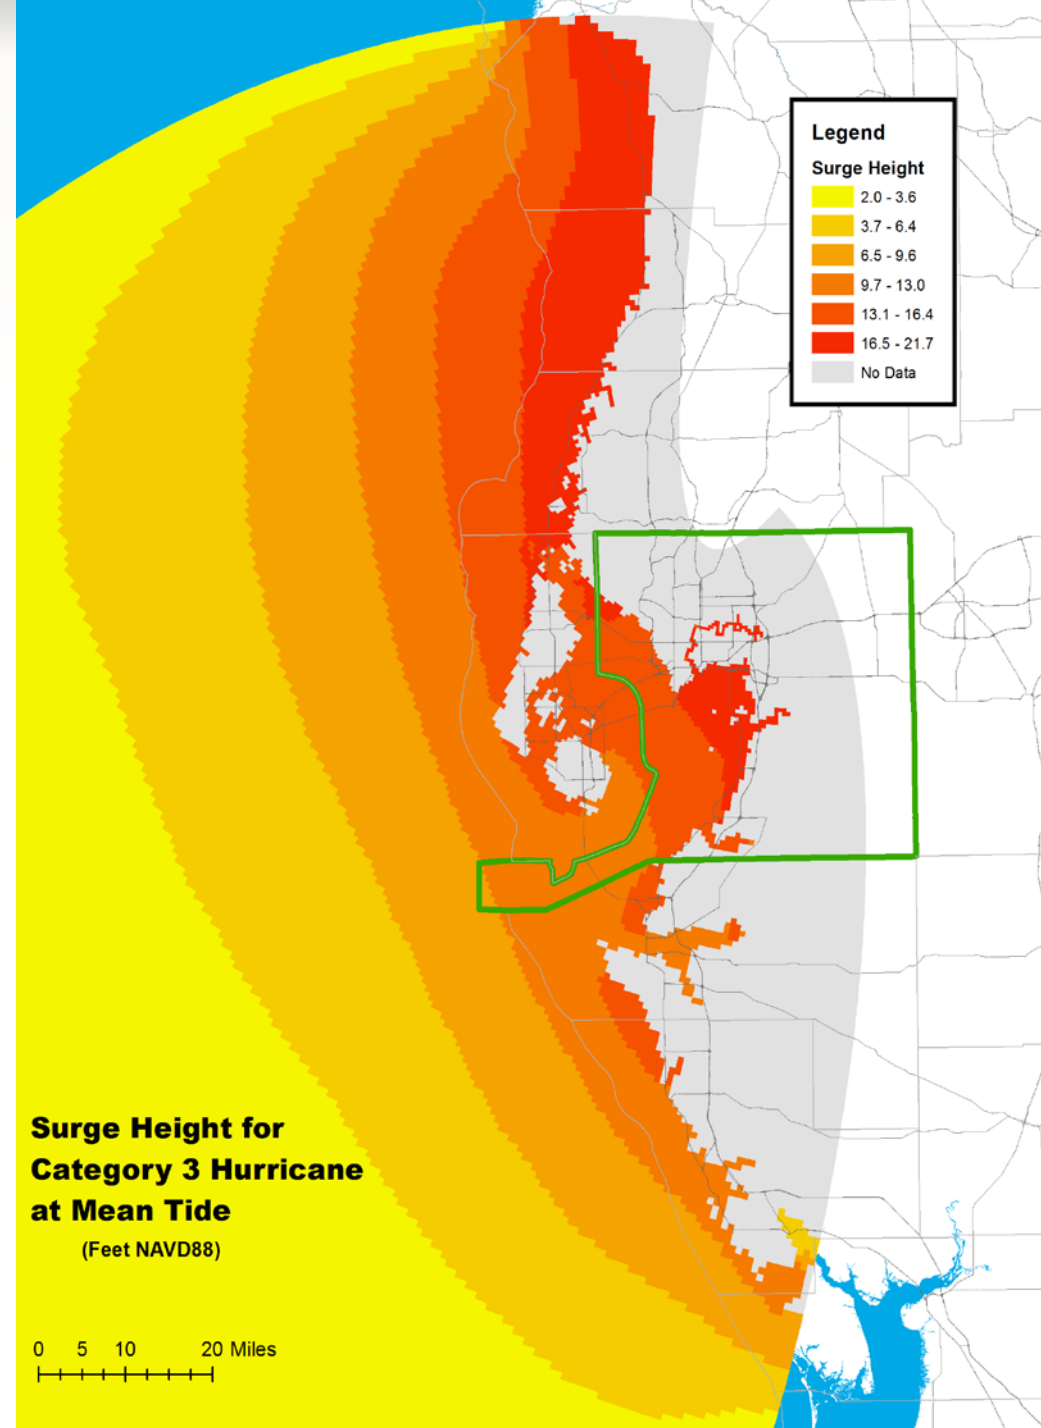 Legend
Surge Height
2.0 - 3.6
3.7 - 6.4
6.5 - 9.6
9.7 - 13.0
13.1 - 16.4
16.5 - 21.7
No Data
Surge Height for
Category 3 Hurricane
at Mean Tide
(Feet NAVD88)
0 5 10 20 Miles